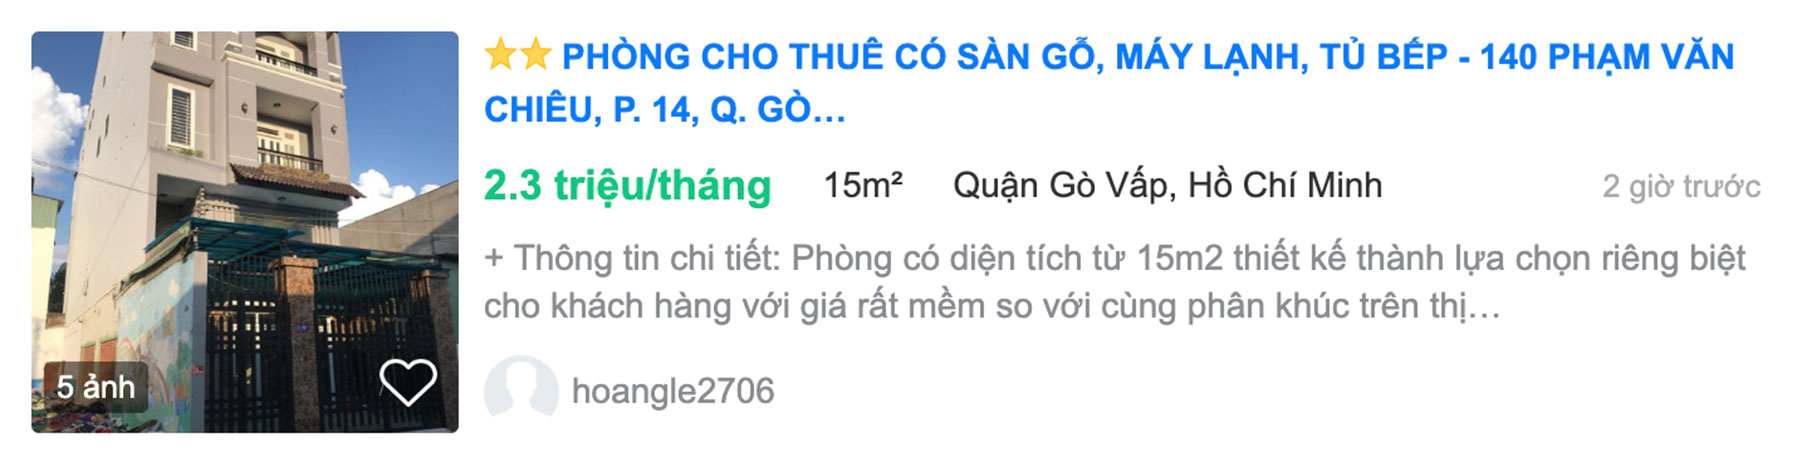 PHÒNG CHO THUÊ CÓ SÀN GỖ, MÁY LẠNH, TỦ BẾP - 140 PHẠM VĂN
CHIÊU, P. 14, Q. GÒ...
2.3 triệu/tháng 15m² Quận Gò Vấp, Hồ Chí Minh 2 giờ trước
+ Thông tin chi tiết: Phòng có diện tích từ 15m2 thiết kế thành lựa chọn riêng biệt
cho khách hàng với giá rất mềm so với cùng phân khúc trên thị...
5 ảnh
hoangle2706